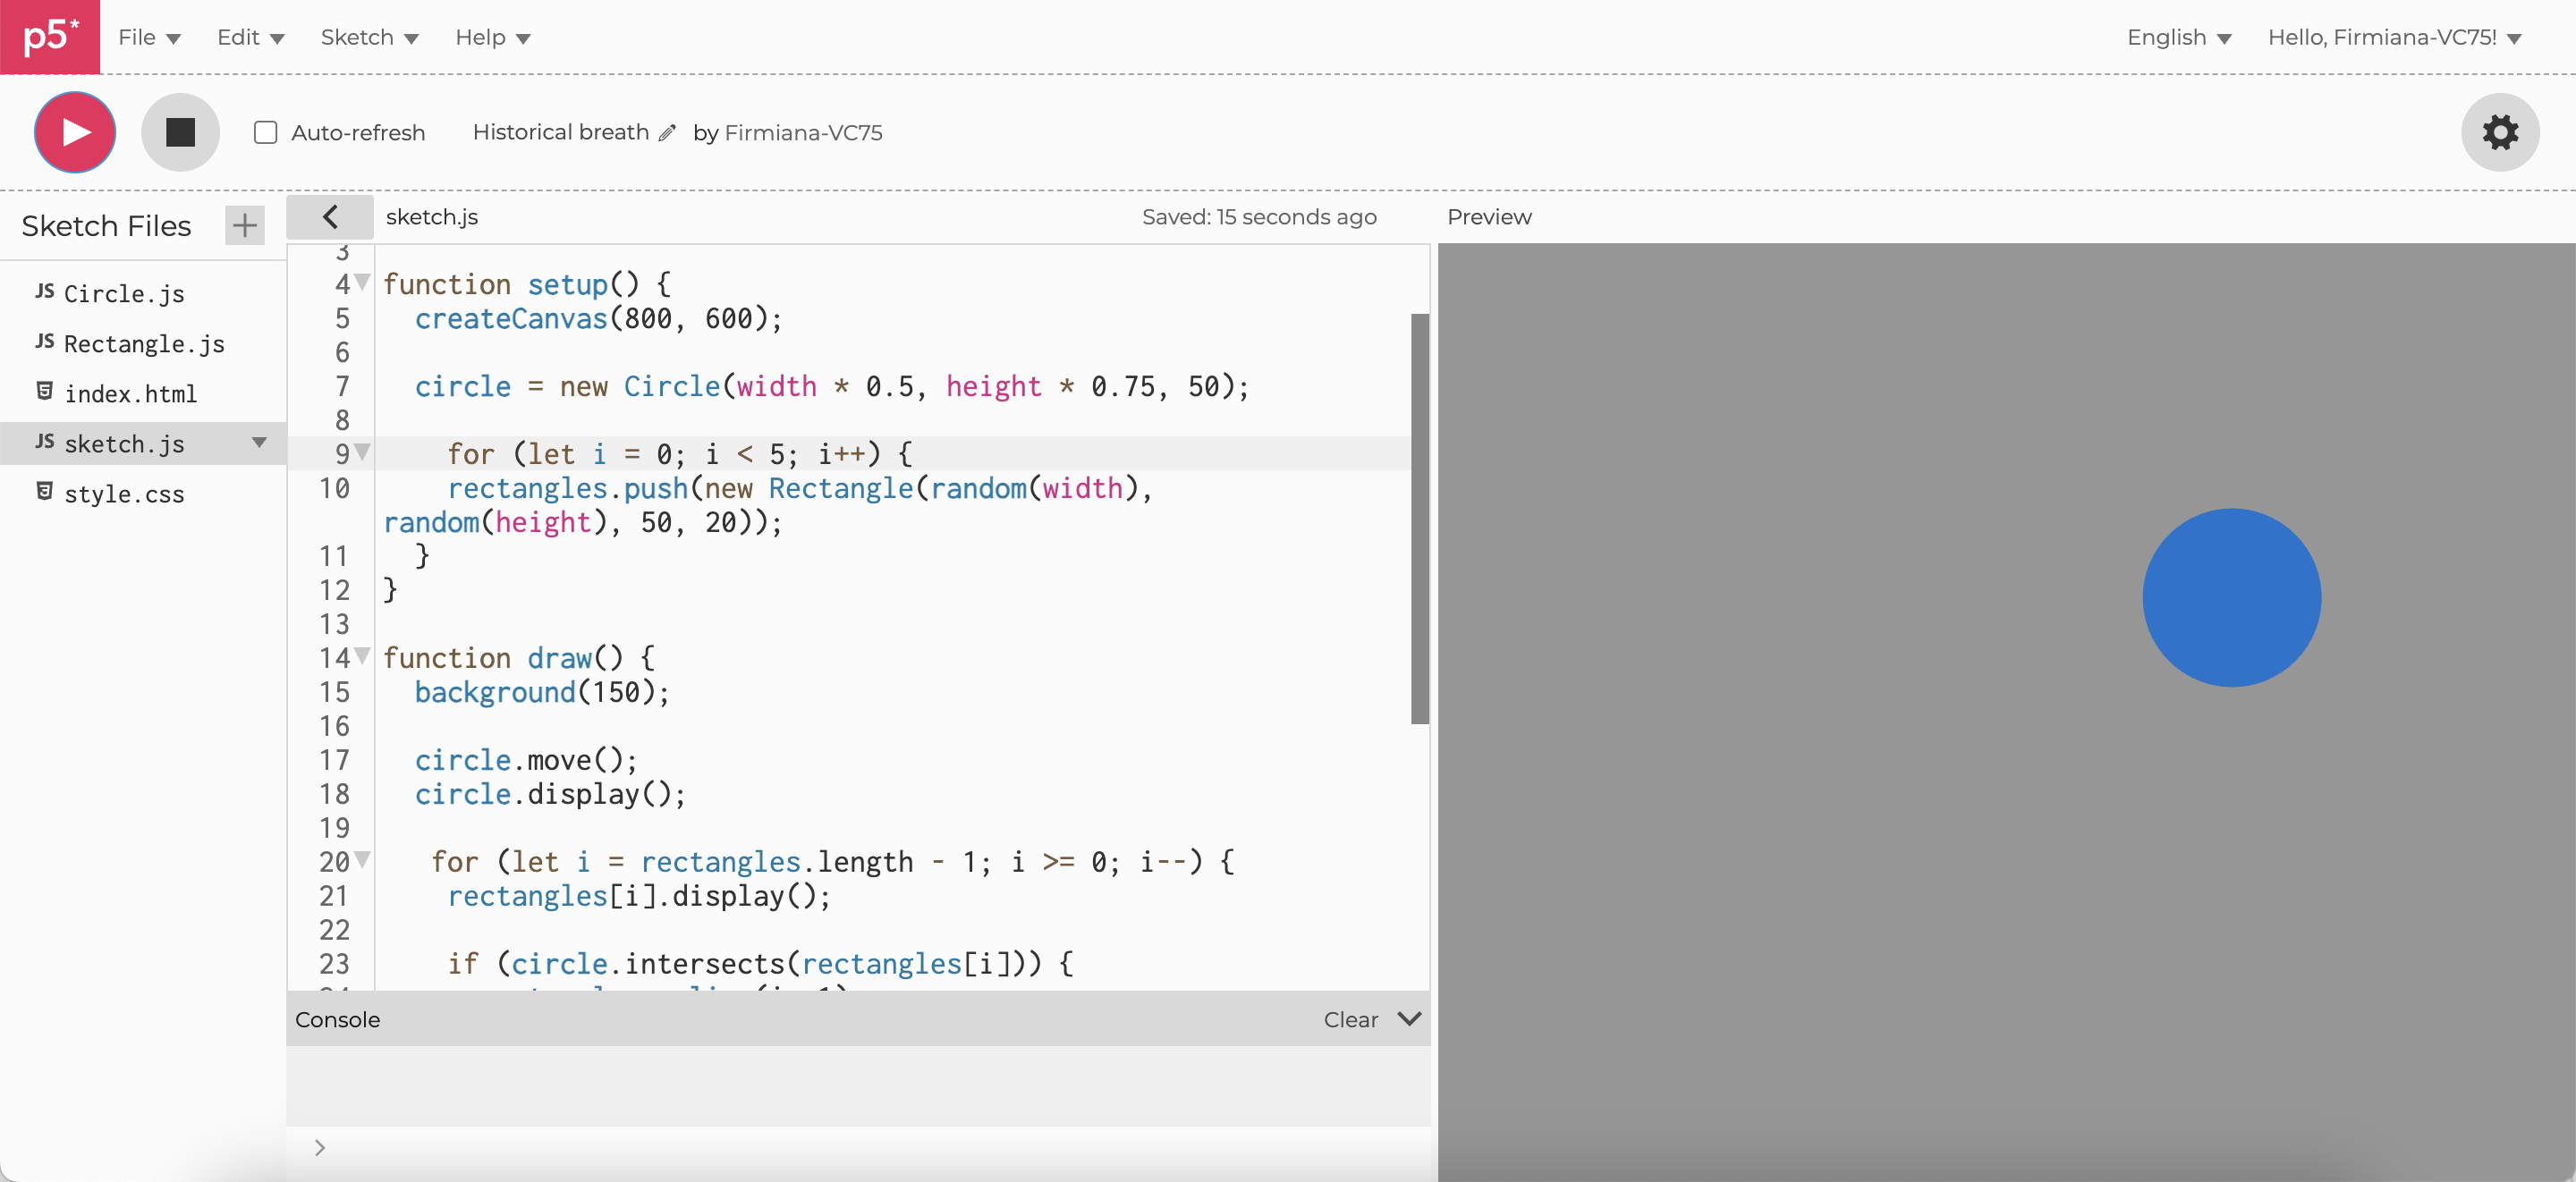 p5*
File Edit Sketch Help English Hello, Firmiana-VC75!
Auto-refresh Historical breath by Firmiana-VC75
Sketch Files +
JS Circle.js
JS Rectangle.js
index.html
JS sketch.js
style.css
sketch.js Saved: 15 seconds ago
3
4 function setup() {
5 createCanvas(800, 600);
6
7 circle = new Circle(width * 0.5, height * 0.75, 50);
8
9 for (let i = 0; i < 5; i++) {
10 rectangles.push(new Rectangle(random(width),
random(height), 50, 20));
11 }
12 }
13
14 function draw() {
15 background(150);
16
17 circle.move();
18 circle.display();
19
20 for (let i = rectangles.length - 1; i >= 0; i--) {
21 rectangles[i].display();
22
23 if (circle.intersects(rectangles[i])) {
Console Clear
>
Preview